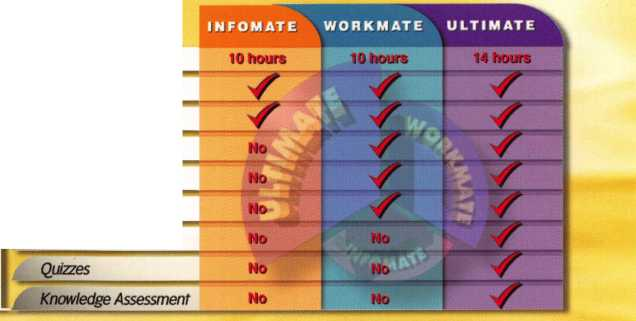 INFOMATE WORKMATE ULTIMATE
10 hours 10 hours 14 hours
No
No
No
No No
Quizzes No No
Knowledge Assessment No No
ULTIMATE
WORKMATE
INFOMATE